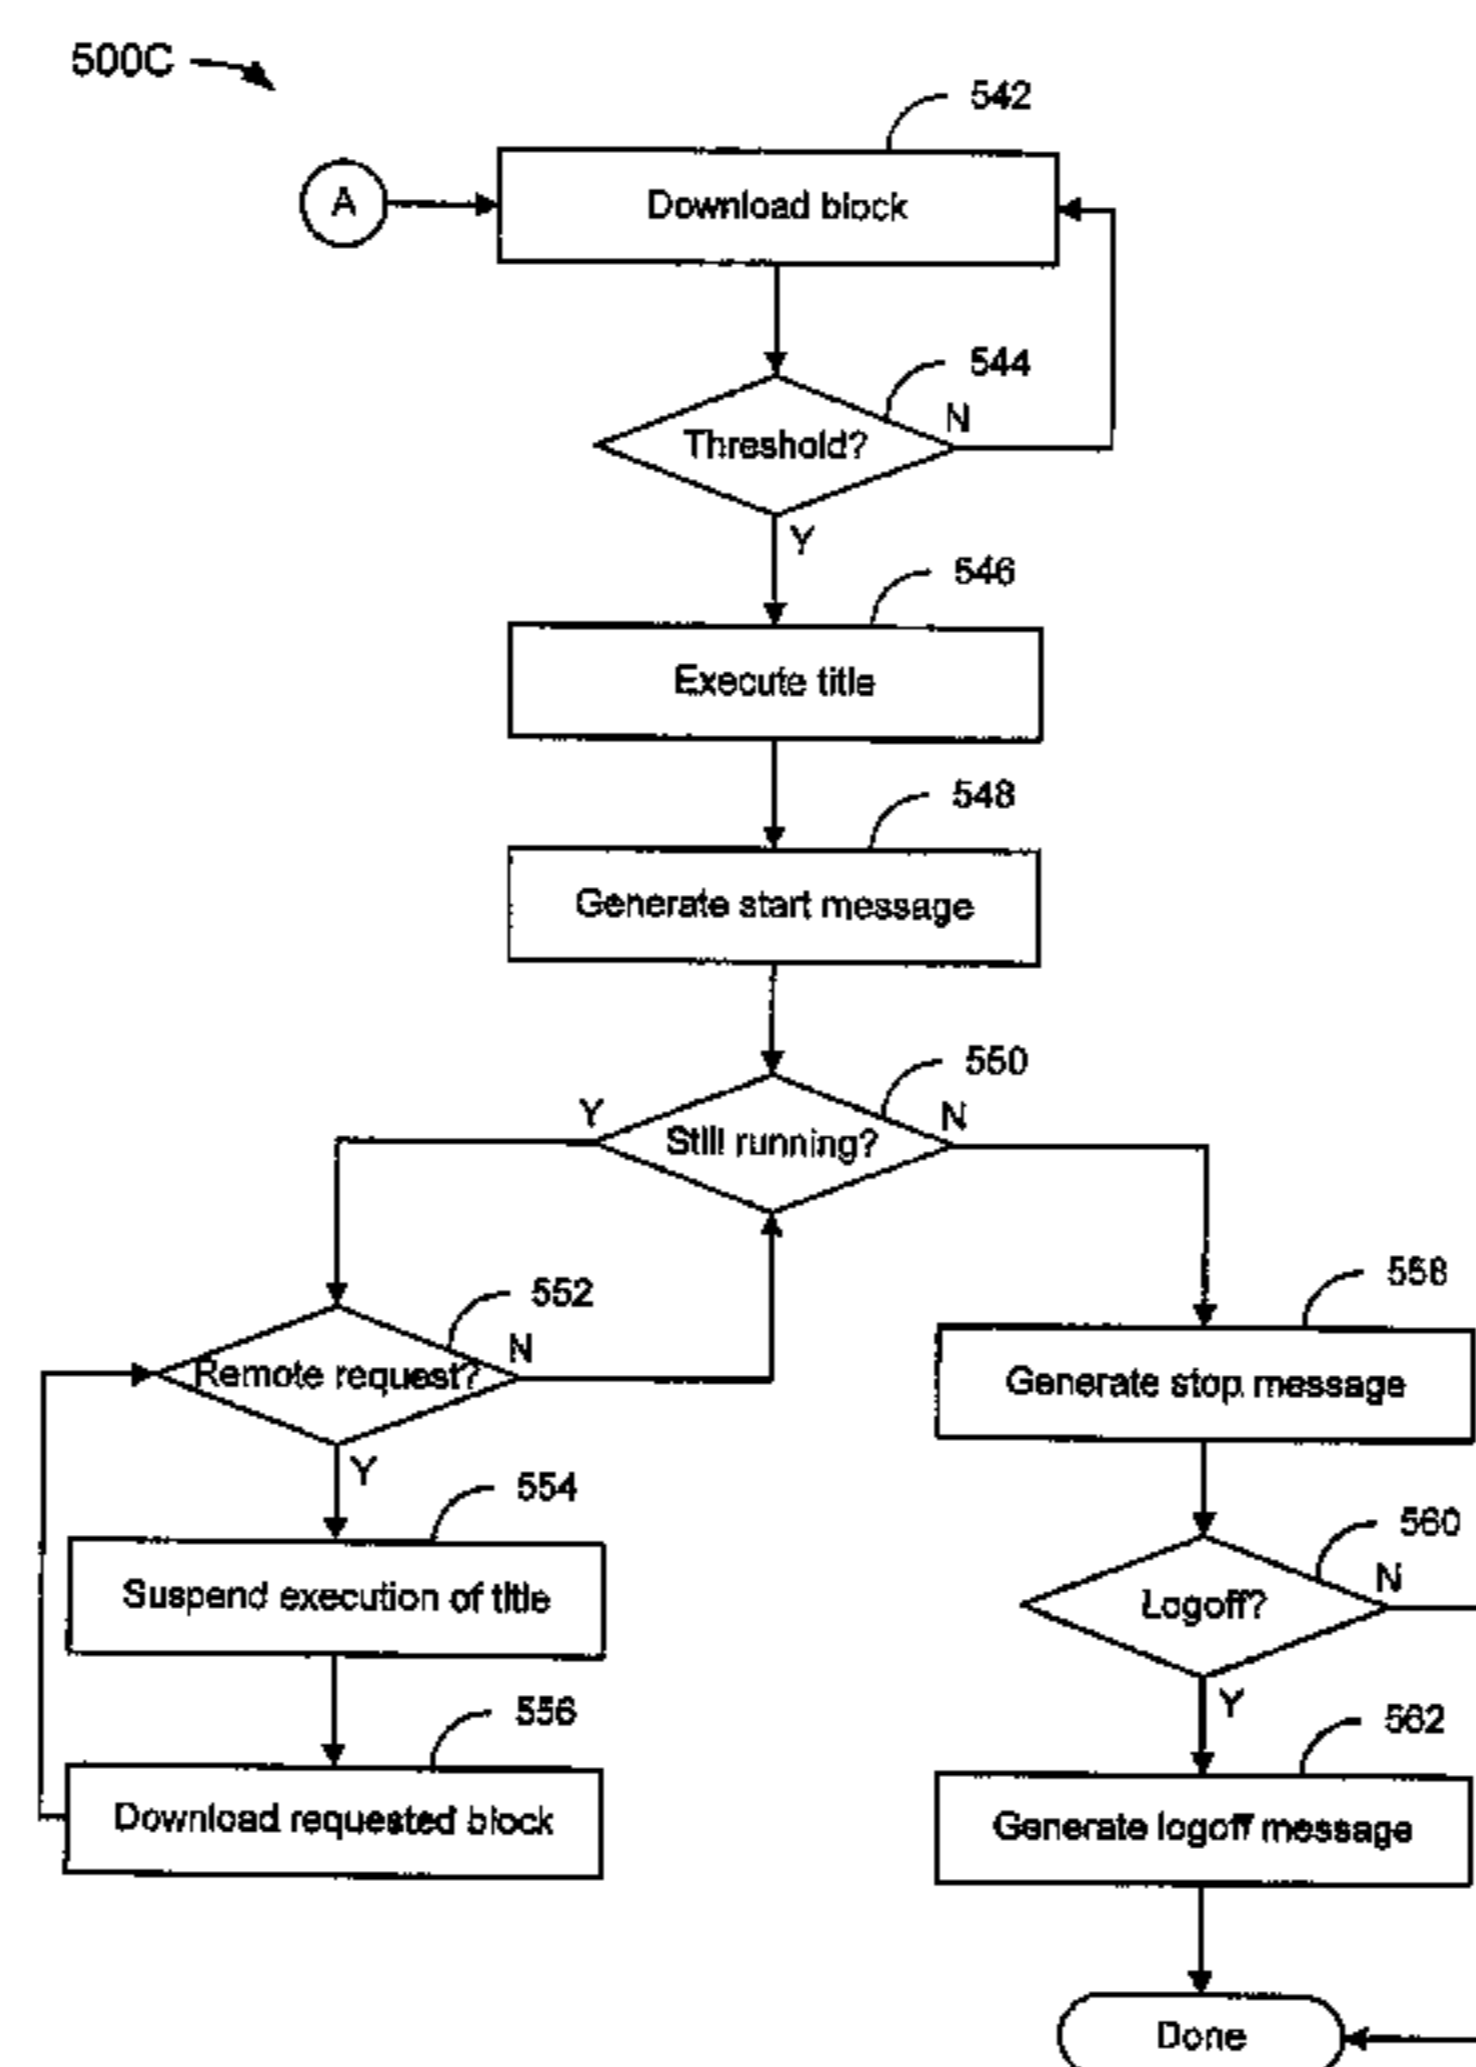 500C
542
A
Download block
544
Threshold?
N
Y
546
Execute title
548
Generate start message
550
Y
Still running?
N
552
Remote request?
N
Y
558
Generate stop message
554
Suspend execution of title
560
Logoff?
N
Y
556
Download requested block
562
Generate logoff message
Done